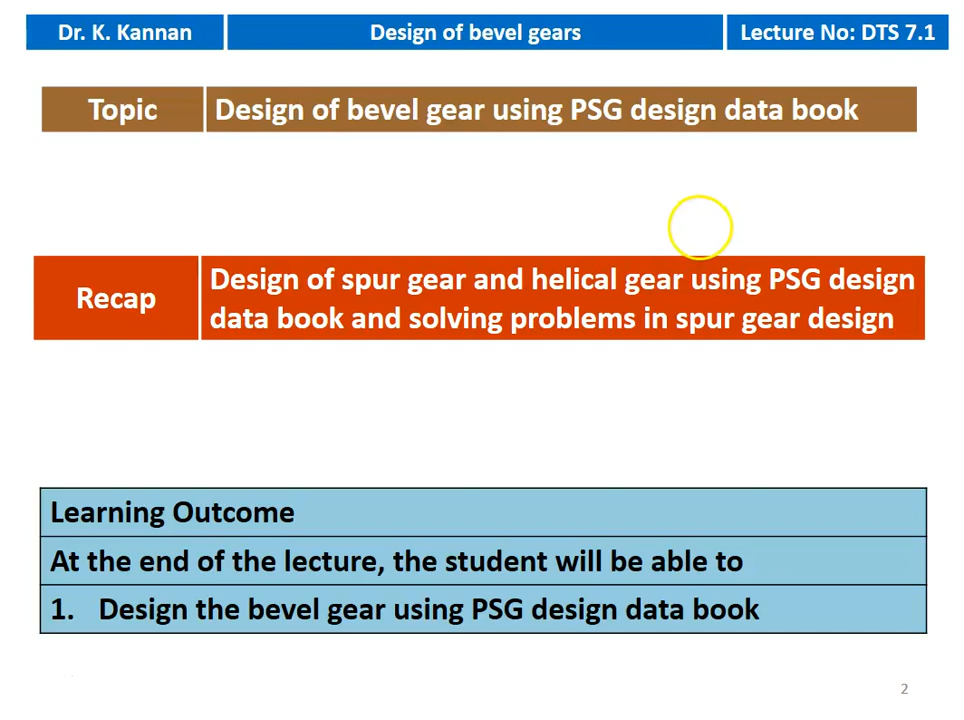 Dr. K. Kannan
Design of bevel gears
Lecture No: DTS 7.1
Topic
Design of bevel gear using PSG design data book
Recap
Design of spur gear and helical gear using PSG design
data book and solving problems in spur gear design
Learning Outcome
At the end of the lecture, the student will be able to
1. Design the bevel gear using PSG design data book
2